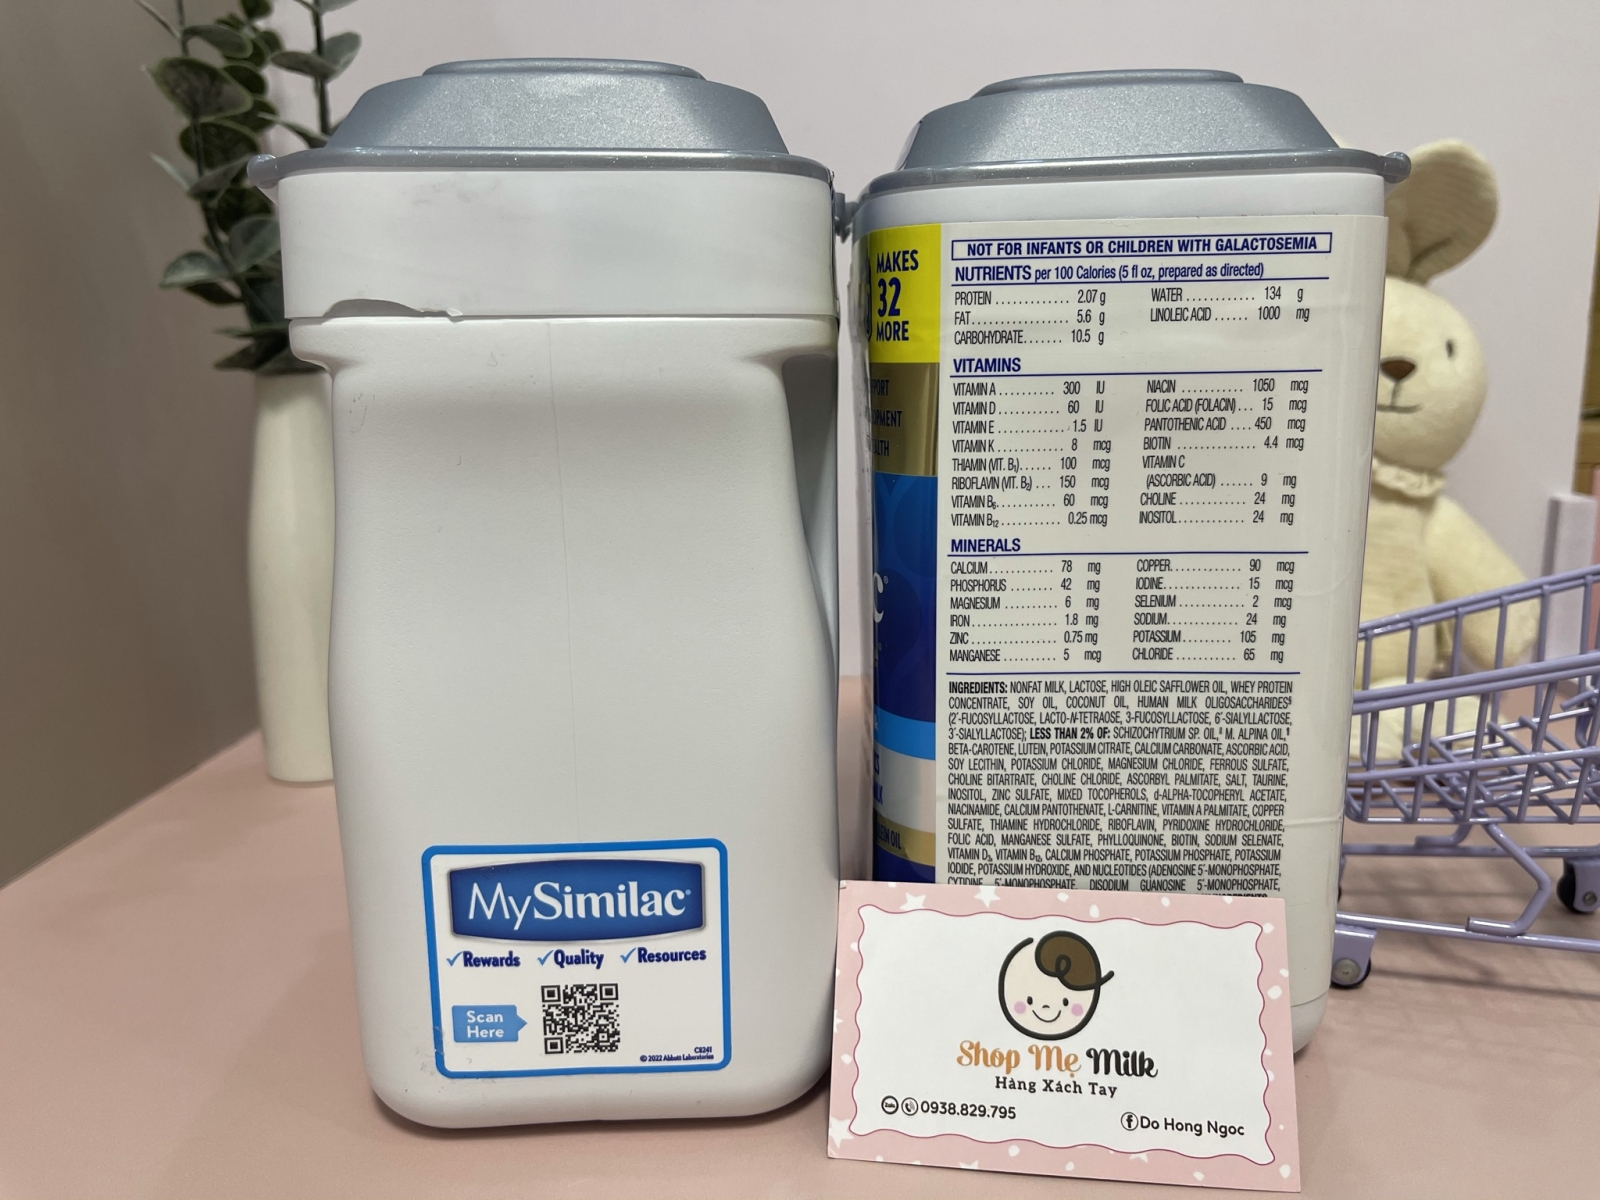 MySimilac®
✓Rewards ✓Quality ✓Resources
Scan
Here
C8241
© 2022 Abbott Laboratories
MAKES
32
MORE
NOT FOR INFANTS OR CHILDREN WITH GALACTOSEMIA
NUTRIENTS per 100 Calories (5 fl oz, prepared as directed)
PROTEIN ............. 2.07 g WATER ............ 134 g
FAT................. 5.6 g LINOLEIC ACID ...... 1000 mg
CARBOHYDRATE....... 10.5 g
VITAMINS
VITAMIN A ........... 300 IU NIACIN ........... 1050 mcg
VITAMIN D ........... 60 IU FOLIC ACID (FOLACIN) ... 15 mcg
VITAMIN E ............. 1.5 IU PANTOTHENIC ACID .... 450 mcg
VITAMIN K ........... 8 mcg BIOTIN ............ 4.4 mcg
THIAMIN (VIT. B₁)...... 100 mcg VITAMIN C
RIBOFLAVIN (VIT. B₂) ... 150 mcg (ASCORBIC ACID) ...... 9 mg
VITAMIN B₆........... 60 mcg CHOLINE ............ 24 mg
VITAMIN B₁₂ .......... 0.25 mcg INOSITOL............ 24 mg
MINERALS
CALCIUM............. 78 mg COPPER............. 90 mcg
PHOSPHORUS ........ 42 mg IODINE.............. 15 mcg
MAGNESIUM .......... 6 mg SELENIUM ........... 2 mcg
IRON................. 1.8 mg SODIUM............. 24 mg
ZINC ................ 0.75 mg POTASSIUM.......... 105 mg
MANGANESE .......... 5 mcg CHLORIDE ........... 65 mg
INGREDIENTS: NONFAT MILK, LACTOSE, HIGH OLEIC SAFFLOWER OIL, WHEY PROTEIN
CONCENTRATE, SOY OIL, COCONUT OIL, HUMAN MILK OLIGOSACCHARIDES§
(2'-FUCOSYLLACTOSE, LACTO-N-TETRAOSE, 3-FUCOSYLLACTOSE, 6'-SIALYLLACTOSE,
3'-SIALYLLACTOSE); LESS THAN 2% OF: SCHIZOCHYTRIUM SP. OIL, M. ALPINA OIL,
BETA-CAROTENE, LUTEIN, POTASSIUM CITRATE, CALCIUM CARBONATE, ASCORBIC ACID,
SOY LECITHIN, POTASSIUM CHLORIDE, MAGNESIUM CHLORIDE, FERROUS SULFATE,
CHOLINE BITARTRATE, CHOLINE CHLORIDE, ASCORBYL PALMITATE, SALT, TAURINE,
INOSITOL, ZINC SULFATE, MIXED TOCOPHEROLS, d-ALPHA-TOCOPHERYL ACETATE,
NIACINAMIDE, CALCIUM PANTOTHENATE, L-CARNITINE, VITAMIN A PALMITATE, COPPER
SULFATE, THIAMINE HYDROCHLORIDE, RIBOFLAVIN, PYRIDOXINE HYDROCHLORIDE,
FOLIC ACID, MANGANESE SULFATE, PHYLLOQUINONE, BIOTIN, SODIUM SELENATE,
VITAMIN D₃, VITAMIN B₁₂, CALCIUM PHOSPHATE, POTASSIUM PHOSPHATE, POTASSIUM
IODIDE, POTASSIUM HYDROXIDE, AND NUCLEOTIDES (ADENOSINE 5'-MONOPHOSPHATE,
CYTIDINE 5'-MONOPHOSPHATE, DISODIUM GUANOSINE 5'-MONOPHOSPHATE,
Shop Mẹ Milk
Hàng Xách Tay
Zalo 0938.829.795
Do Hong Ngoc